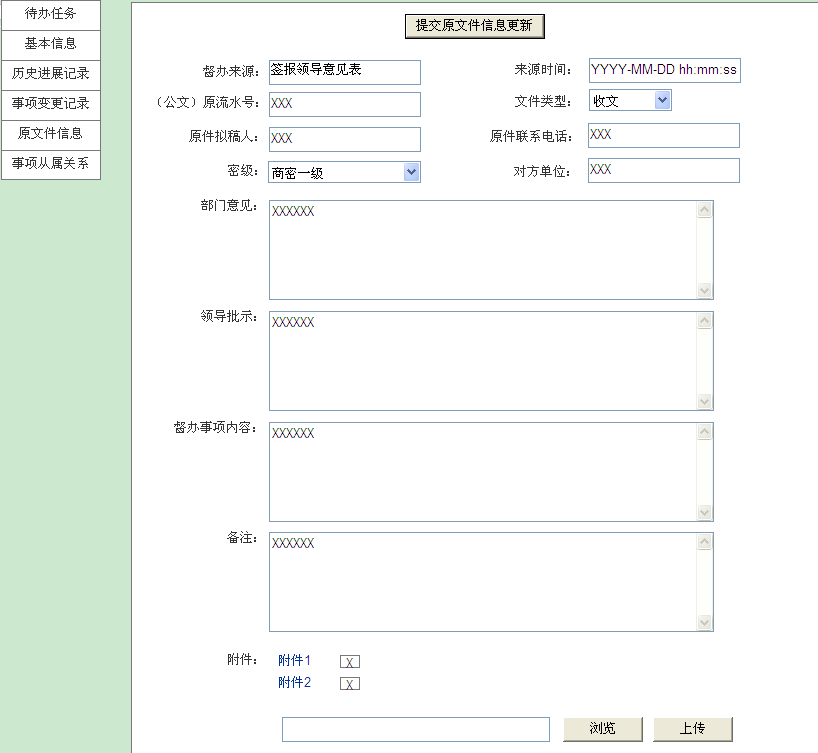 待办任务
基本信息
历史进展记录
事项变更记录
原文件信息
事项从属关系
提交原文件信息更新
督办来源： 签报领导意见表 来源时间： YYYY-MM-DD hh:mm:ss
（公文）原流水号： XXX 文件类型： 收文
原件拟稿人： XXX 原件联系电话： XXX
密级： 商密一级 对方单位： XXX
部门意见： XXXXXX
领导批示： XXXXXX
督办事项内容： XXXXXX
备注： XXXXXX
附件： 附件1 X
附件2 X
浏览 上传